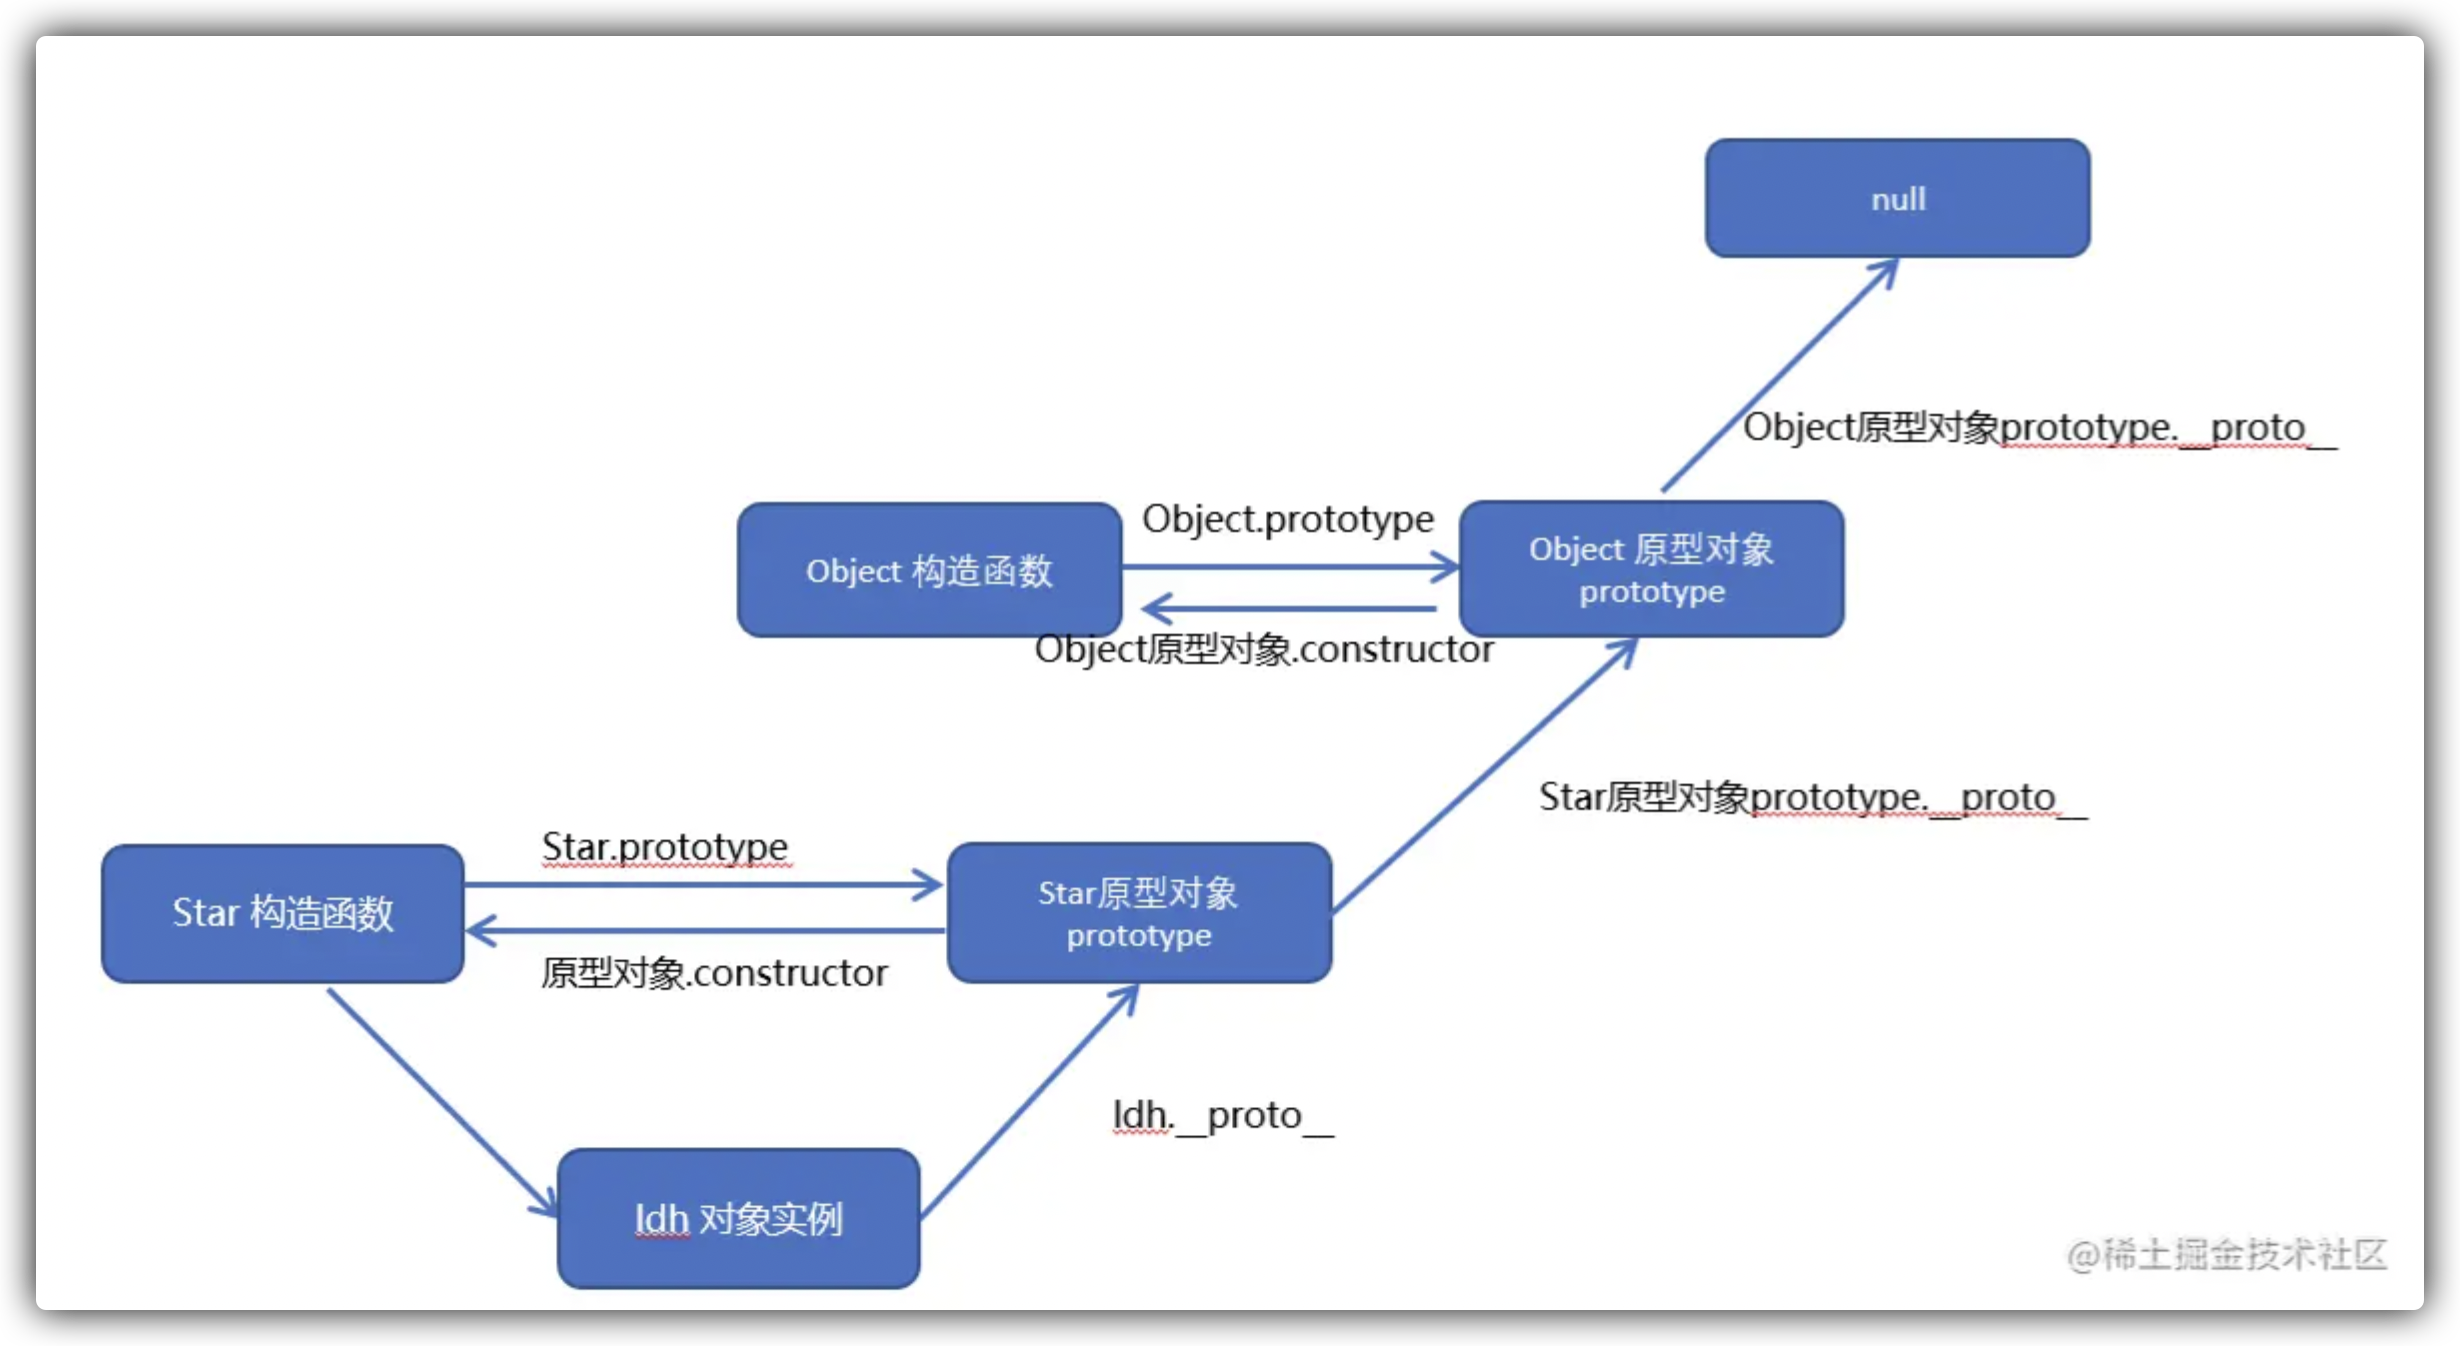 null
Object原型对象prototype.__proto__
Object.prototype
Object 构造函数
Object 原型对象
prototype
Object原型对象.constructor
Star原型对象prototype.__proto__
Star.prototype
Star 构造函数
Star原型对象
prototype
原型对象.constructor
ldh.__proto__
ldh 对象实例
@稀土掘金技术社区